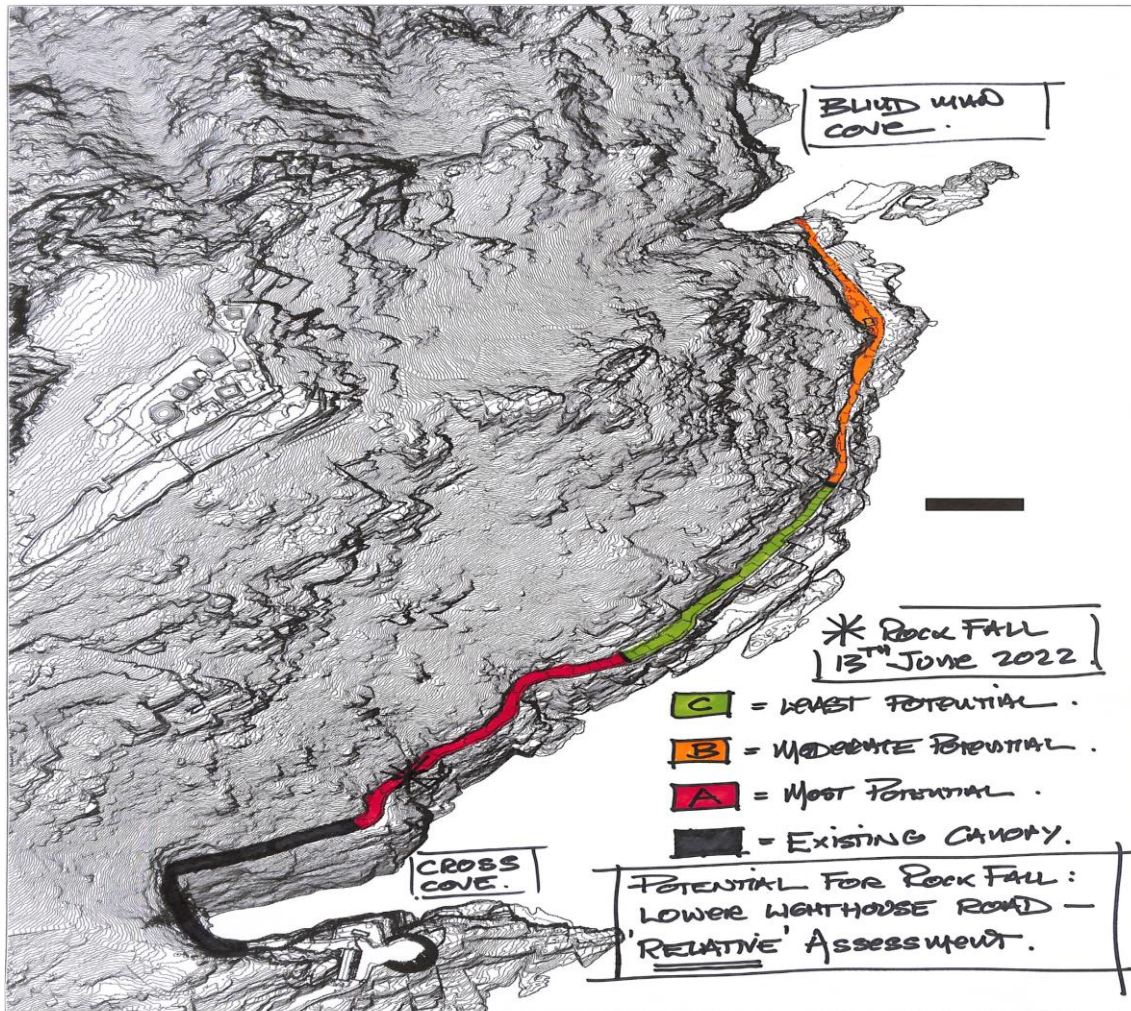 BLIND MAN
COVE.
* ROCK FALL
13TH JUNE 2022
C = LEAST POTENTIAL.
B = MODERATE POTENTIAL.
A = MOST POTENTIAL.
= EXISTING CANOPY.
CROSS
COVE.
POTENTIAL FOR ROCK FALL:
LOWER LIGHTHOUSE ROAD —
'RELATIVE' ASSESSMENT.